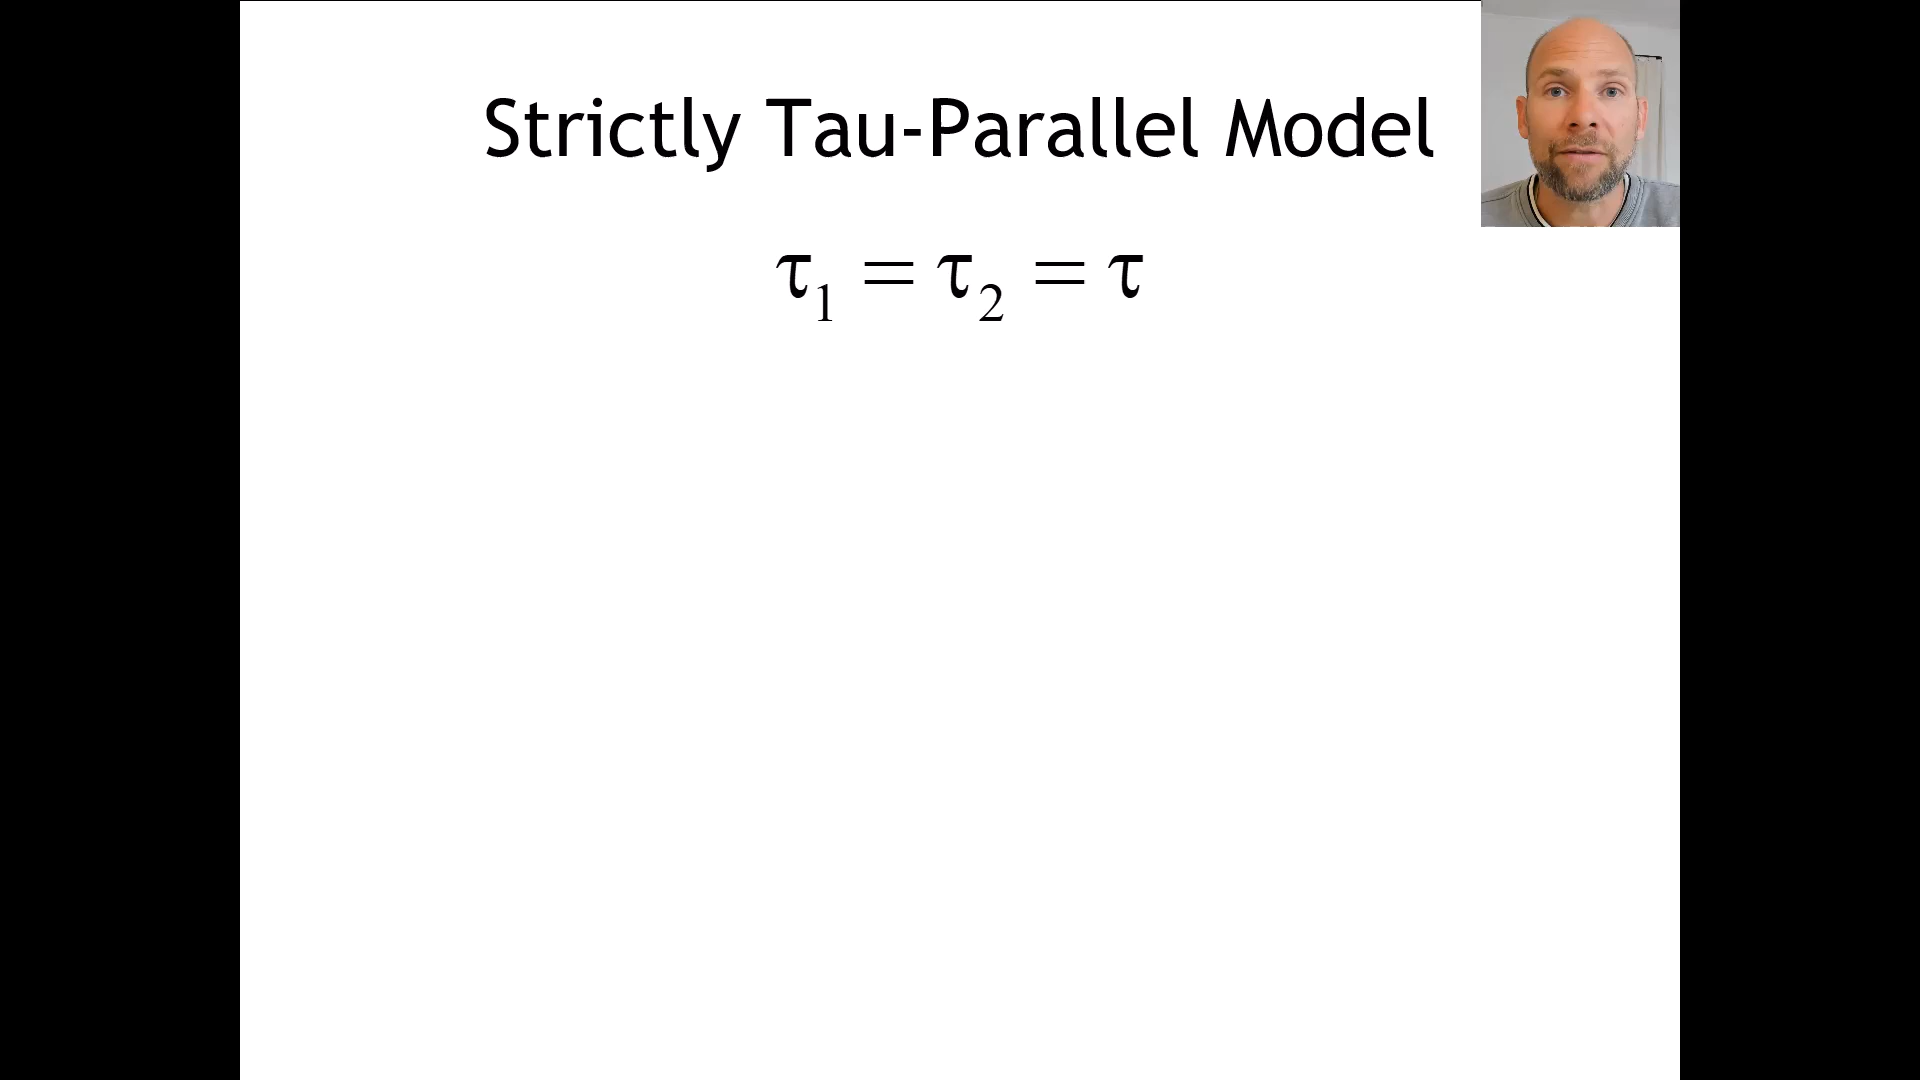 Strictly Tau-Parallel Model
τ₁ = τ₂ = τ